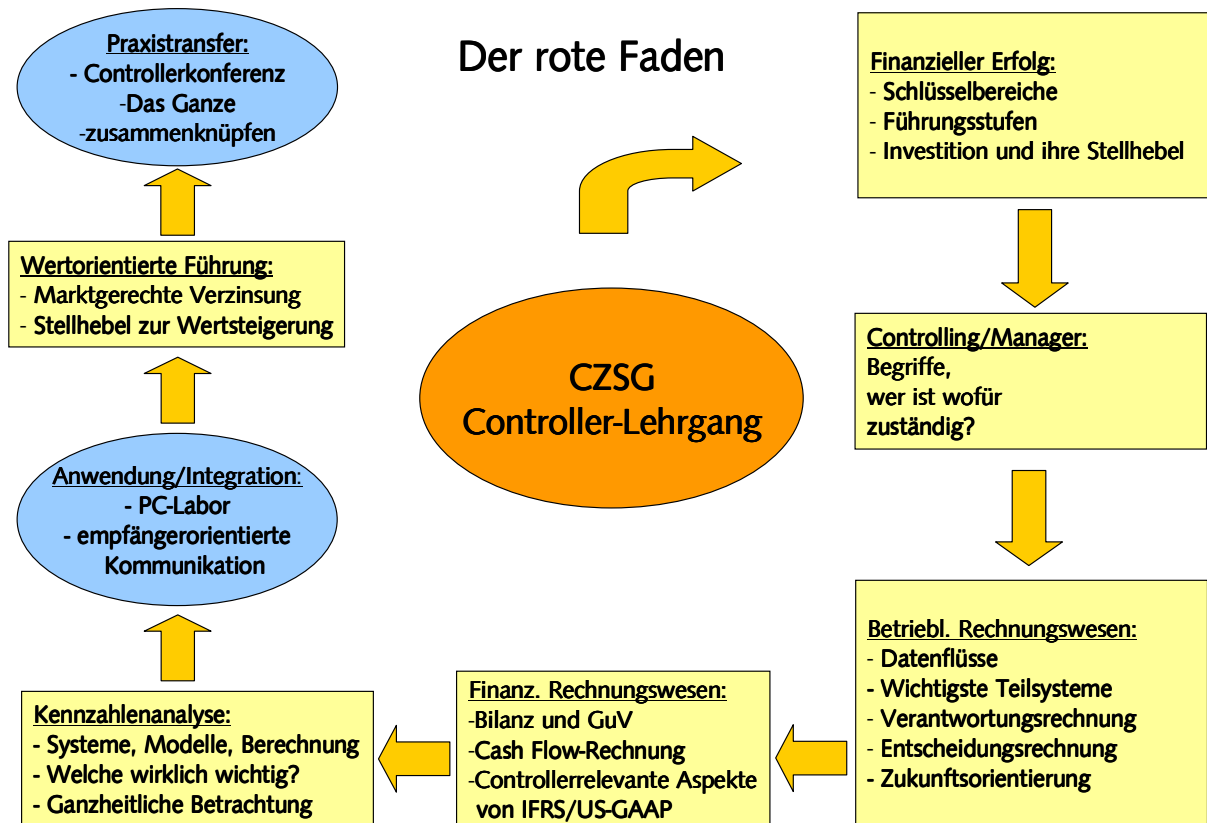 Der rote Faden
CZSG
Controller-Lehrgang
Finanzieller Erfolg:
- Schlüsselbereiche
- Führungsstufen
- Investition und ihre Stellhebel
Controlling/Manager:
Begriffe,
wer ist wofür
zuständig?
Betriebl. Rechnungswesen:
- Datenflüsse
- Wichtigste Teilsysteme
- Verantwortungsrechnung
- Entscheidungsrechnung
- Zukunftsorientierung
Finanz. Rechnungswesen:
-Bilanz und GuV
-Cash Flow-Rechnung
-Controllerrelevante Aspekte
von IFRS/US-GAAP
Kennzahlenanalyse:
- Systeme, Modelle, Berechnung
- Welche wirklich wichtig?
- Ganzheitliche Betrachtung
Anwendung/Integration:
- PC-Labor
- empfängerorientierte
Kommunikation
Wertorientierte Führung:
- Marktgerechte Verzinsung
- Stellhebel zur Wertsteigerung
Praxistransfer:
- Controllerkonferenz
-Das Ganze
-zusammenknüpfen